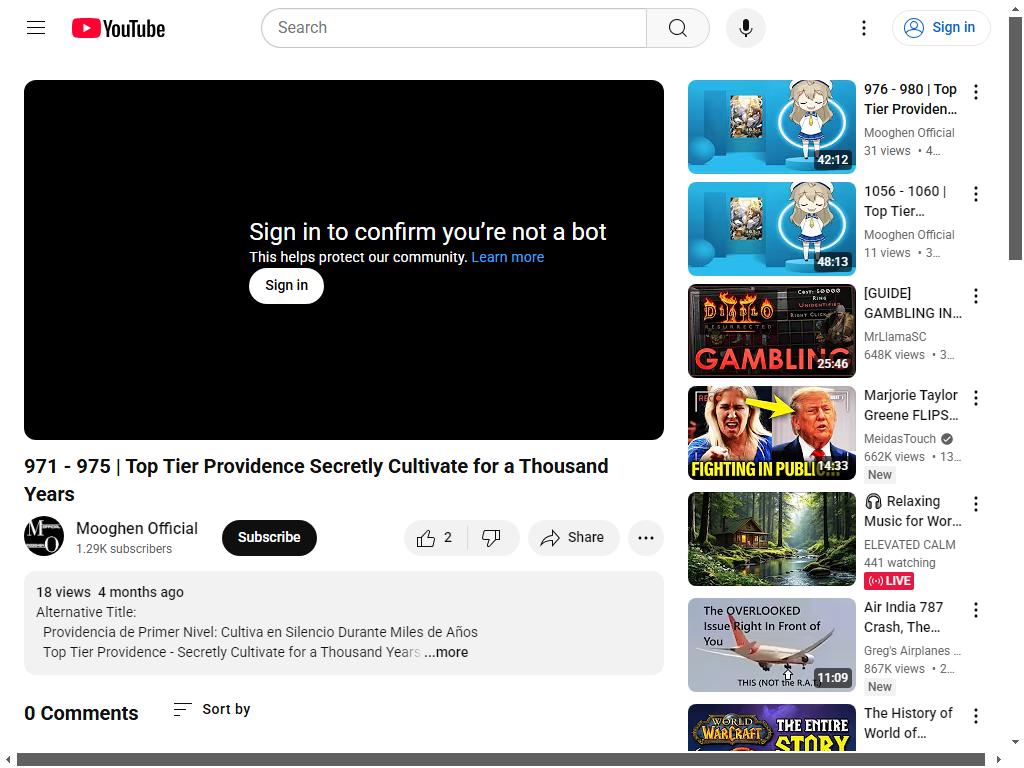 YouTube
Search
Sign in
Sign in to confirm you’re not a bot
This helps protect our community. Learn more
Sign in
971 - 975 | Top Tier Providence Secretly Cultivate for a Thousand
Years
Mooghen Official
1.29K subscribers
Subscribe
2
Share
18 views 4 months ago
Alternative Title:
Providencia de Primer Nivel: Cultiva en Silencio Durante Miles de Años
Top Tier Providence - Secretly Cultivate for a Thousand Years ...more
0 Comments
Sort by
42:12
976 - 980 | Top
Tier Providen...
Mooghen Official
31 views • 4...
48:13
1056 - 1060 |
Top Tier...
Mooghen Official
11 views • 3...
Cost: 50000
Ring
Unidentified
Right Click
DIABLO II
RESURRECTED
GAMBLING
25:46
[GUIDE]
GAMBLING IN...
MrLlamaSC
648K views • 3...
REC
FIGHTING IN PUBLIC
14:33
Marjorie Taylor
Greene FLIPS...
MeidasTouch
662K views • 13...
New
Relaxing
Music for Wor...
ELEVATED CALM
441 watching
LIVE
The OVERLOOKED
Issue Right In Front of
You
THIS (NOT the R.A.T.)
11:09
Air India 787
Crash, The...
Greg's Airplanes ...
867K views • 2...
New
WORLD
WARCRAFT
THE ENTIRE
STORY
The History of
World of...